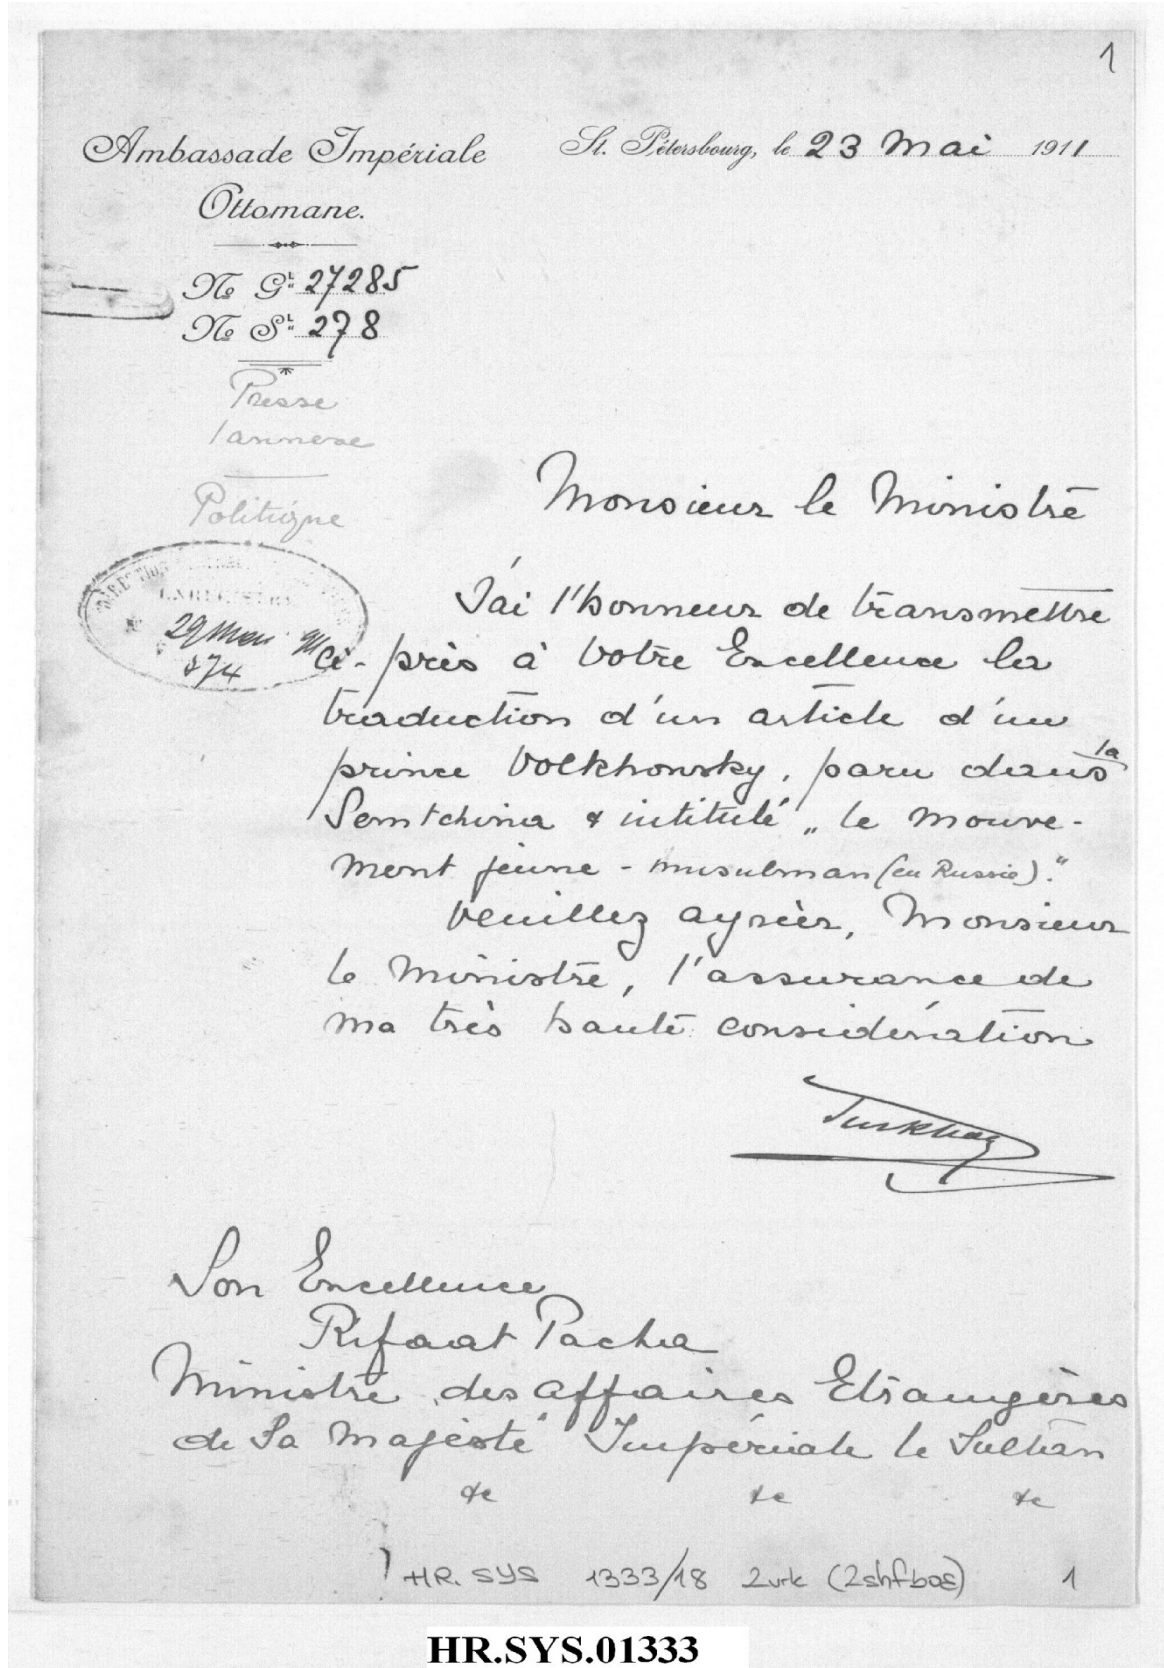 1
Ambassade Impériale
Ottomane.
St. Pétersbourg, le 23 Mai 1911
No Gl 27285
No Sl 278
Presse
1 annexe
Politique
ENREGISTRÉ
29 Mai
874
Monsieur le Ministre
J'ai l'honneur de transmettre
ci-près à Votre Excellence la
traduction d'un article d'un
prince Volkhonsky, paru dans la
Semtchina & intitulé „le mouve-
ment jeune-musulman (en Russie)."
Veuillez agréer, Monsieur
le Ministre, l'assurance de
ma très haute considération
Turkhan
Son Excellence
Rifaat Pacha
Ministre des Affaires Etrangères
de Sa Majesté Impériale le Sultan
&c &c &c
HR. SYS 1333/18 2vrk (2shfboş) 1
HR.SYS.01333